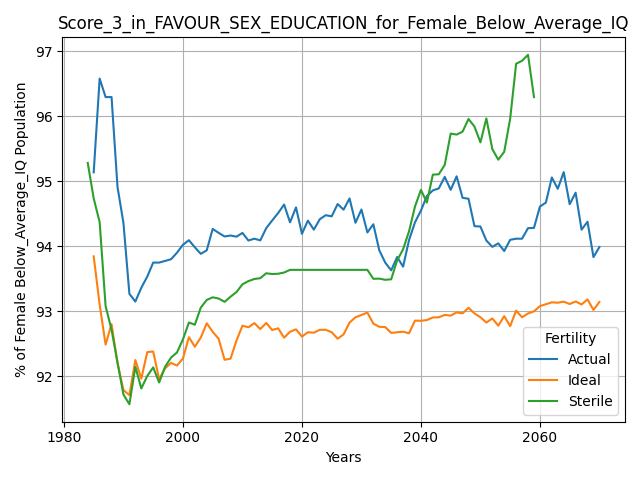 Score_3_in_FAVOUR_SEX_EDUCATION_for_Female_Below_Average_IQ
% of Female Below_Average_IQ Population
97
96
95
94
93
92
1980
2000
2020
2040
2060
Years
Fertility
Actual
Ideal
Sterile